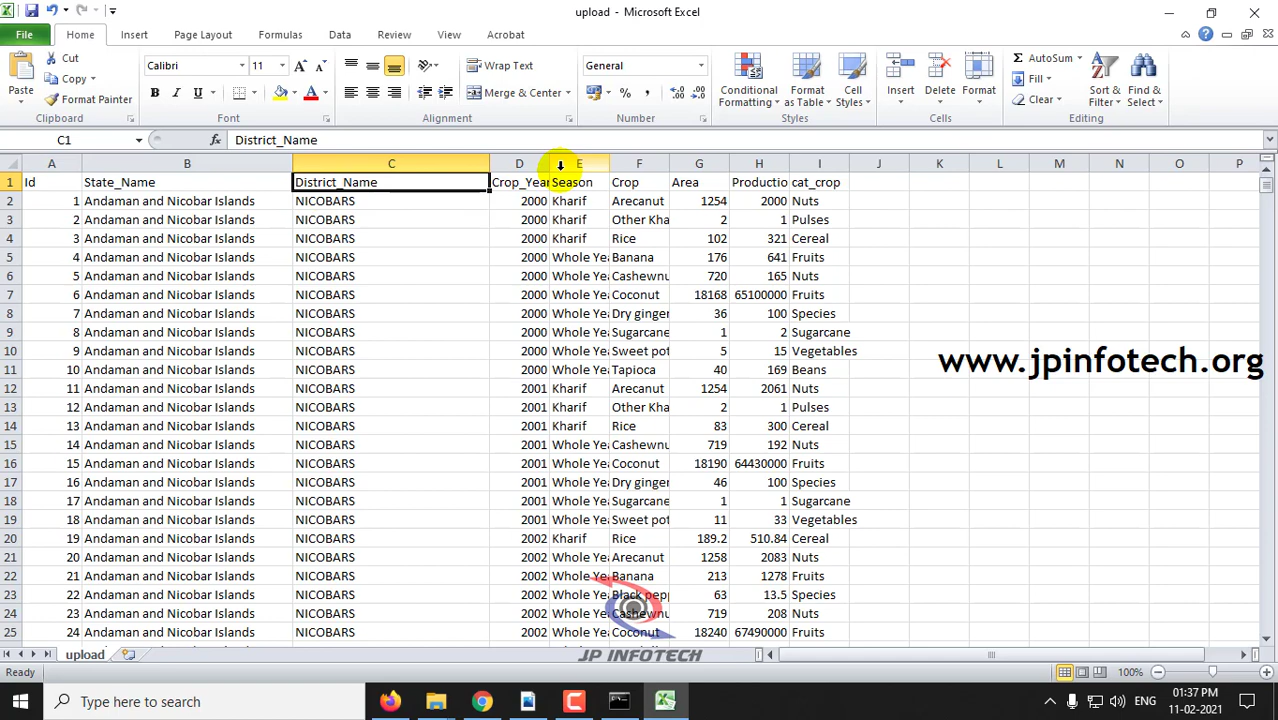 upload - Microsoft Excel
File Home Insert Page Layout Formulas Data Review View Acrobat
Cut Calibri 11 Wrap Text General AutoSum
Copy Fill
Paste Format Painter Merge & Center Conditional Formatting Format as Table Cell Styles Insert Delete Format Clear Sort & Filter Find & Select
Clipboard Font Alignment Number Styles Cells Editing
C1 fx District_Name
A B C D E F G H I J K L M N O P
1 Id State_Name District_Name Crop_Year Season Crop Area Productio cat_crop
2 1 Andaman and Nicobar Islands NICOBARS 2000 Kharif Arecanut 1254 2000 Nuts
3 2 Andaman and Nicobar Islands NICOBARS 2000 Kharif Other Kha 2 1 Pulses
4 3 Andaman and Nicobar Islands NICOBARS 2000 Kharif Rice 102 321 Cereal
5 4 Andaman and Nicobar Islands NICOBARS 2000 Whole Yea Banana 176 641 Fruits
6 5 Andaman and Nicobar Islands NICOBARS 2000 Whole Yea Cashewnu 720 165 Nuts
7 6 Andaman and Nicobar Islands NICOBARS 2000 Whole Yea Coconut 18168 65100000 Fruits
8 7 Andaman and Nicobar Islands NICOBARS 2000 Whole Yea Dry ginger 36 100 Species
9 8 Andaman and Nicobar Islands NICOBARS 2000 Whole Yea Sugarcane 1 2 Sugarcane
10 9 Andaman and Nicobar Islands NICOBARS 2000 Whole Yea Sweet pot 5 15 Vegetables
11 10 Andaman and Nicobar Islands NICOBARS 2000 Whole Yea Tapioca 40 169 Beans
www.jpinfotech.org
12 11 Andaman and Nicobar Islands NICOBARS 2001 Kharif Arecanut 1254 2061 Nuts
13 12 Andaman and Nicobar Islands NICOBARS 2001 Kharif Other Kha 2 1 Pulses
14 13 Andaman and Nicobar Islands NICOBARS 2001 Kharif Rice 83 300 Cereal
15 14 Andaman and Nicobar Islands NICOBARS 2001 Whole Yea Cashewnu 719 192 Nuts
16 15 Andaman and Nicobar Islands NICOBARS 2001 Whole Yea Coconut 18190 64430000 Fruits
17 16 Andaman and Nicobar Islands NICOBARS 2001 Whole Yea Dry ginger 46 100 Species
18 17 Andaman and Nicobar Islands NICOBARS 2001 Whole Yea Sugarcane 1 1 Sugarcane
19 18 Andaman and Nicobar Islands NICOBARS 2001 Whole Yea Sweet pot 11 33 Vegetables
20 19 Andaman and Nicobar Islands NICOBARS 2002 Kharif Rice 189.2 510.84 Cereal
21 20 Andaman and Nicobar Islands NICOBARS 2002 Whole Yea Arecanut 1258 2083 Nuts
22 21 Andaman and Nicobar Islands NICOBARS 2002 Whole Yea Banana 213 1278 Fruits
23 22 Andaman and Nicobar Islands NICOBARS 2002 Whole Yea Black pepp 63 13.5 Species
24 23 Andaman and Nicobar Islands NICOBARS 2002 Whole Yea Cashewnu 719 208 Nuts
25 24 Andaman and Nicobar Islands NICOBARS 2002 Whole Yea Coconut 18240 67490000 Fruits
upload JP INFOTECH
Ready 100%
Type here to search ENG 01:37 PM
11-02-2021